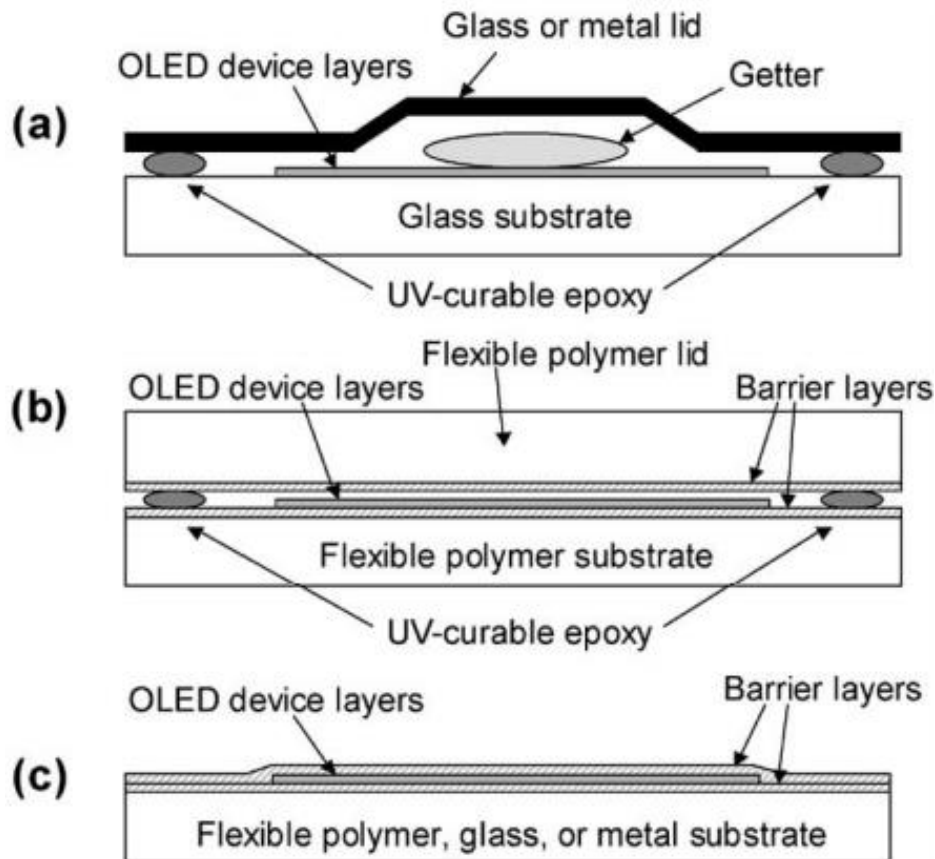 Glass or metal lid
OLED device layers
Getter
(a)
Glass substrate
UV-curable epoxy
Flexible polymer lid
OLED device layers
Barrier layers
(b)
Flexible polymer substrate
UV-curable epoxy
OLED device layers
Barrier layers
(c)
Flexible polymer, glass, or metal substrate